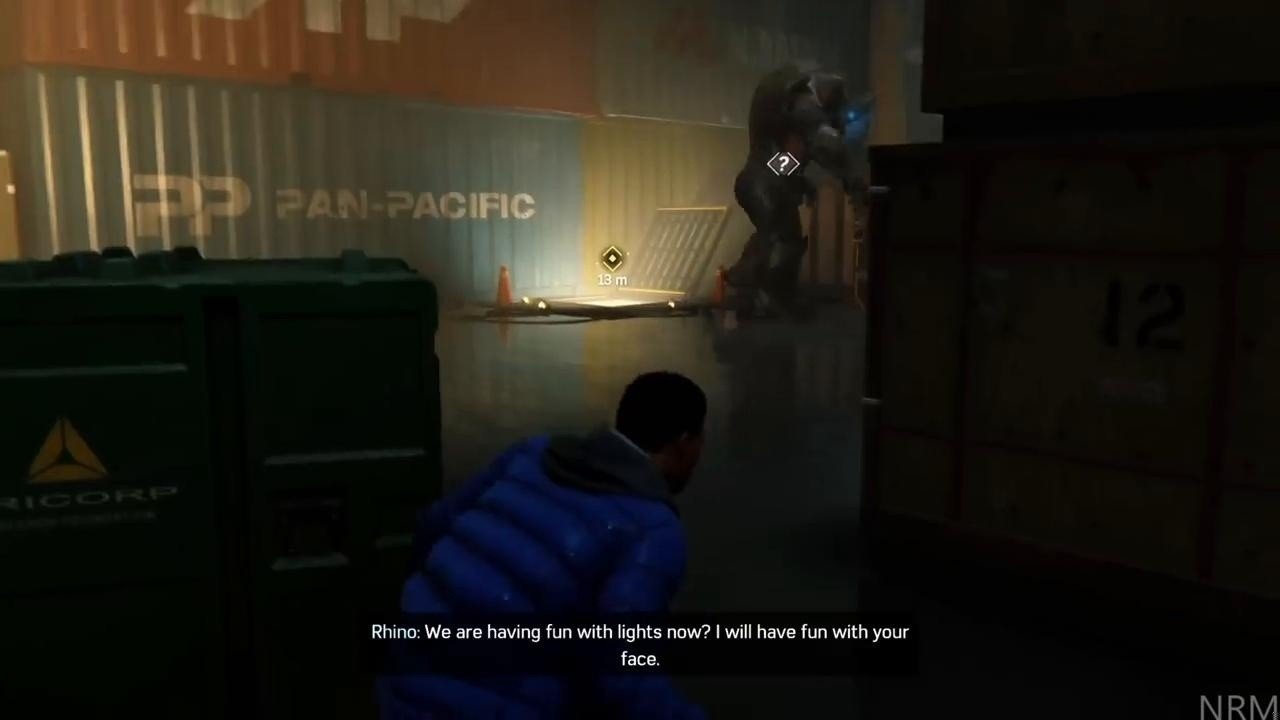 PP PAN-PACIFIC
?
13 m
12
RICORP
Rhino: We are having fun with lights now? I will have fun with your
face.
NRM